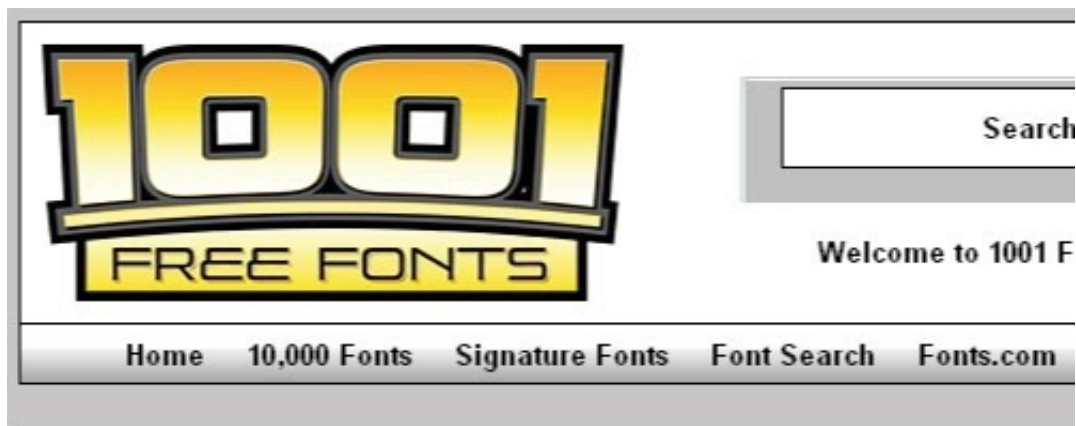 1001
Search
FREE FONTS
Welcome to 1001 F
Home 10,000 Fonts Signature Fonts Font Search Fonts.com